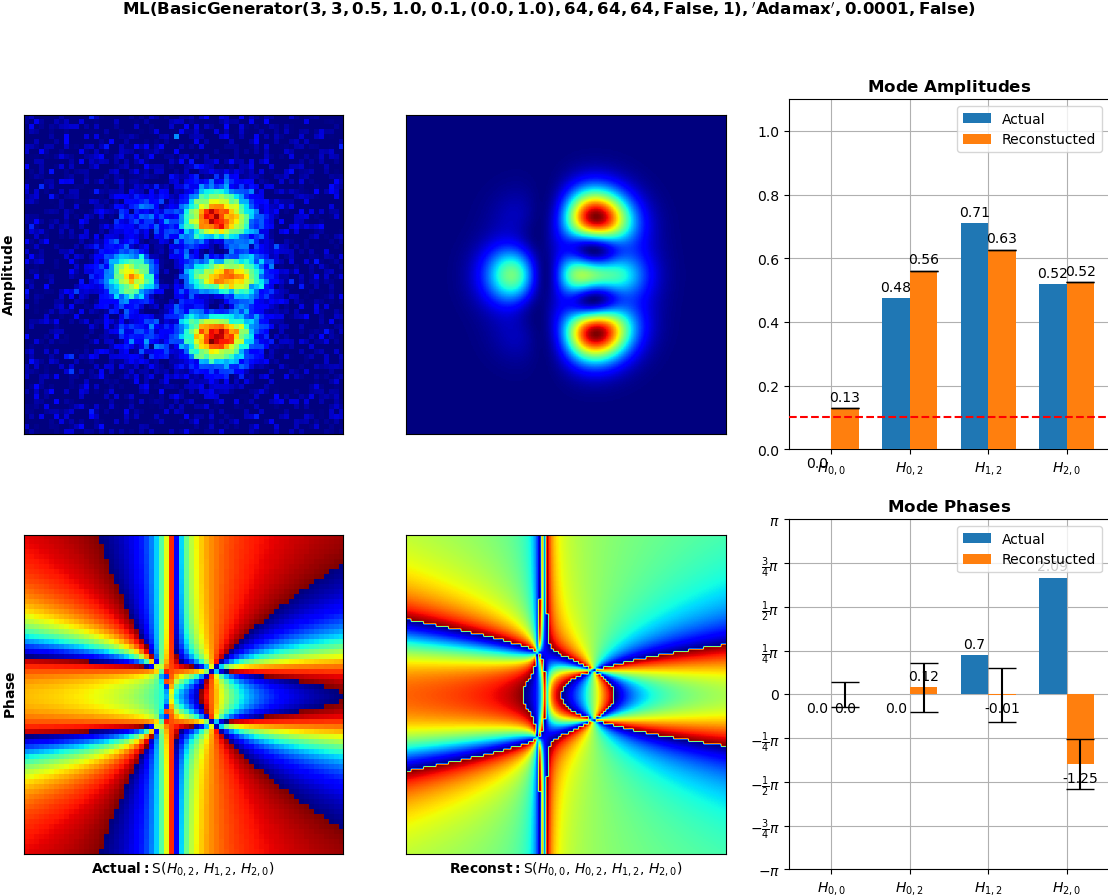 ML(BasicGenerator(3, 3, 0.5, 1.0, 0.1, (0.0, 1.0), 64, 64, 64, False, 1), 'Adamax', 0.0001, False)
Mode Amplitudes
Actual
Reconstucted
1.0
0.8
0.6
0.4
0.2
0.0
0.0
0.13
0.48
0.56
0.71
0.63
0.52
0.52
H0,0
H0,2
H1,2
H2,0
Amplitude
Mode Phases
Actual
Reconstucted
π
3/4π
1/2π
1/4π
0
−1/4π
−1/2π
−3/4π
−π
0.0
0.0
0.0
0.12
0.7
-0.01
2.09
-1.25
H0,0
H0,2
H1,2
H2,0
Phase
Actual: S(H0,2, H1,2, H2,0)
Reconst: S(H0,0, H0,2, H1,2, H2,0)